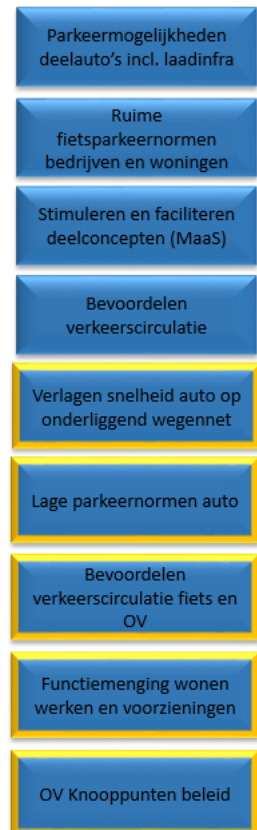 Parkeermogelijkheden
deelauto's incl. laadinfra
Ruime
fietsparkeernormen
bedrijven en woningen
Stimuleren en faciliteren
deelconcepten (MaaS)
Bevoordelen
verkeerscirculatie
Verlagen snelheid auto op
onderliggend wegennet
Lage parkeernormen auto
Bevoordelen
verkeerscirculatie fiets en
OV
Functiemenging wonen
werken en voorzieningen
OV Knooppunten beleid